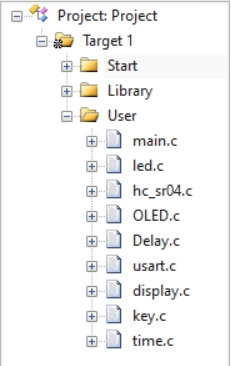 Project: Project
Target 1
Start
Library
User
main.c
led.c
hc_sr04.c
OLED.c
Delay.c
usart.c
display.c
key.c
time.c